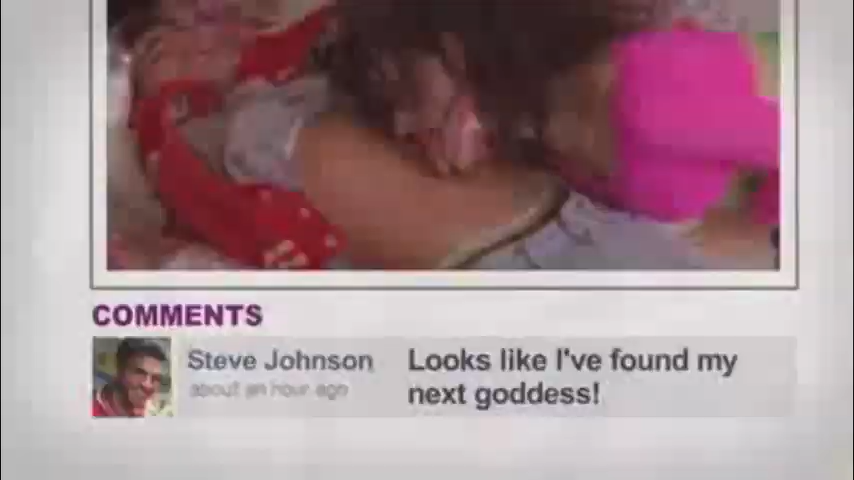 COMMENTS
Steve Johnson
about an hour ago
Looks like I've found my
next goddess!